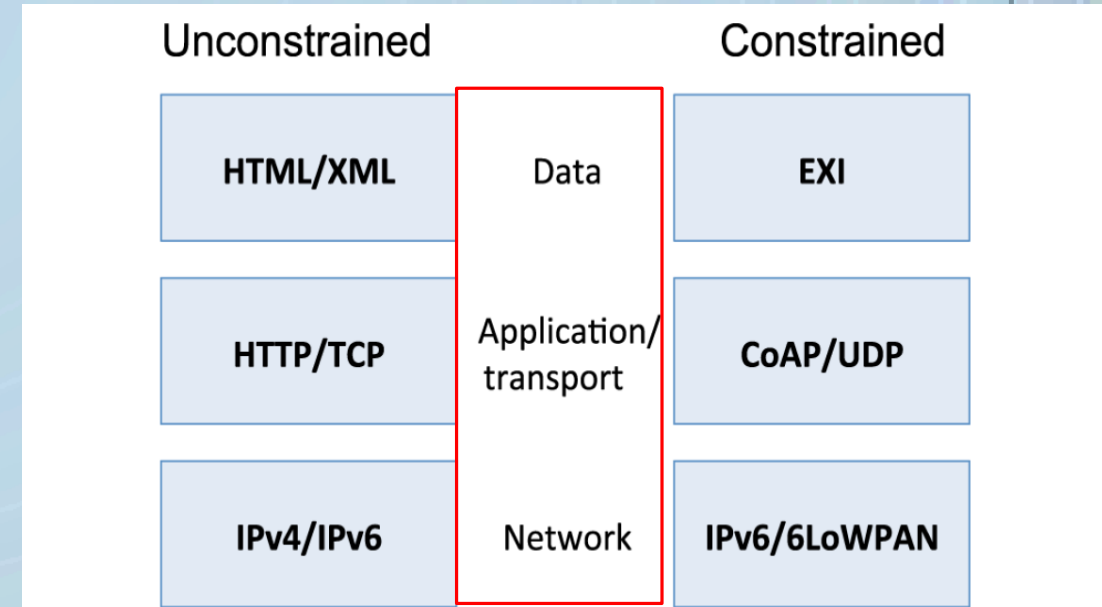 Unconstrained Constrained
HTML/XML Data EXI
HTTP/TCP Application/
transport CoAP/UDP
IPv4/IPv6 Network IPv6/6LoWPAN